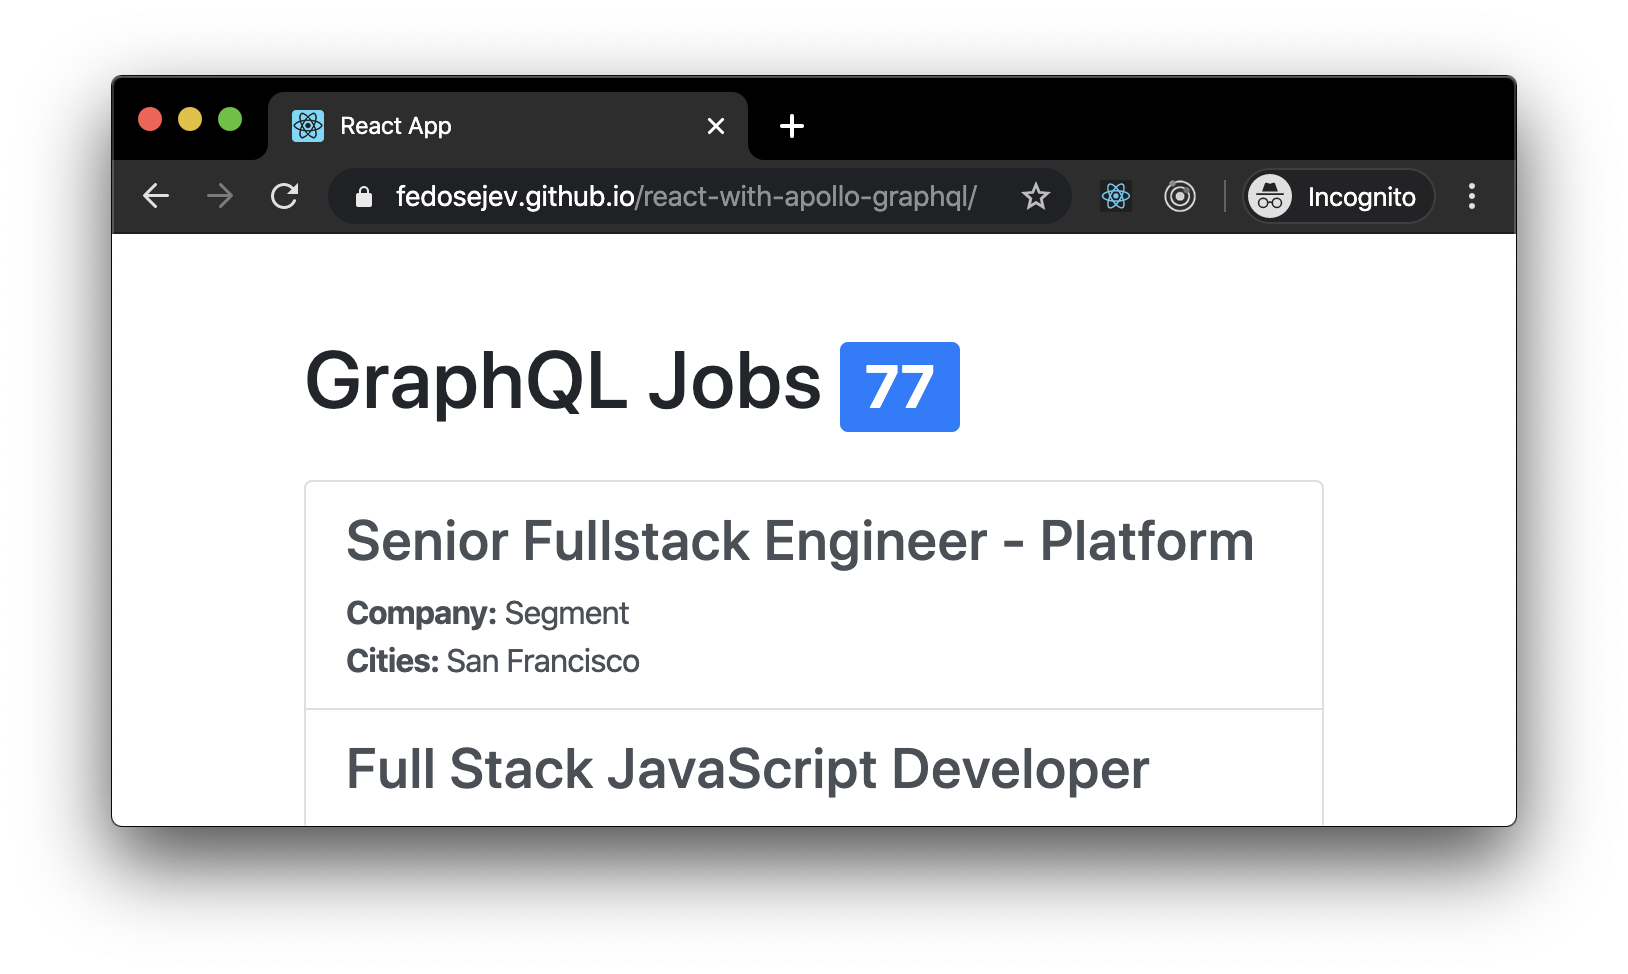 React App
fedosejev.github.io/react-with-apollo-graphql/
Incognito
GraphQL Jobs 77
Senior Fullstack Engineer - Platform
Company: Segment
Cities: San Francisco
Full Stack JavaScript Developer